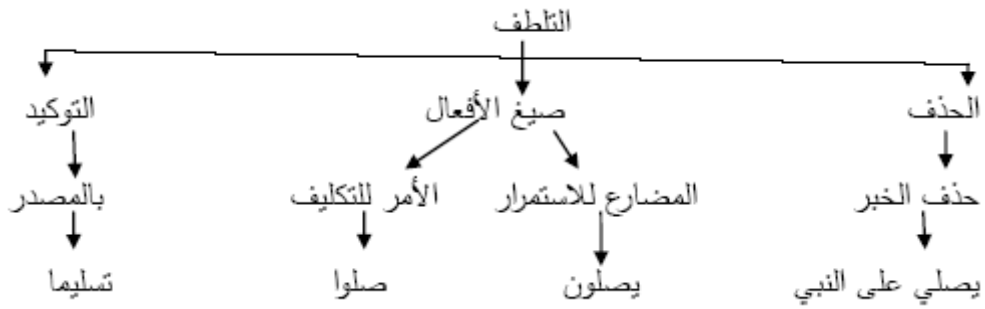 التلطف
الحذف صيغ الأفعال التوكيد
حذف الخبر المضارع للاستمرار الأمر للتكليف بالمصدر
يصلي على النبي يصلون صلوا تسليما